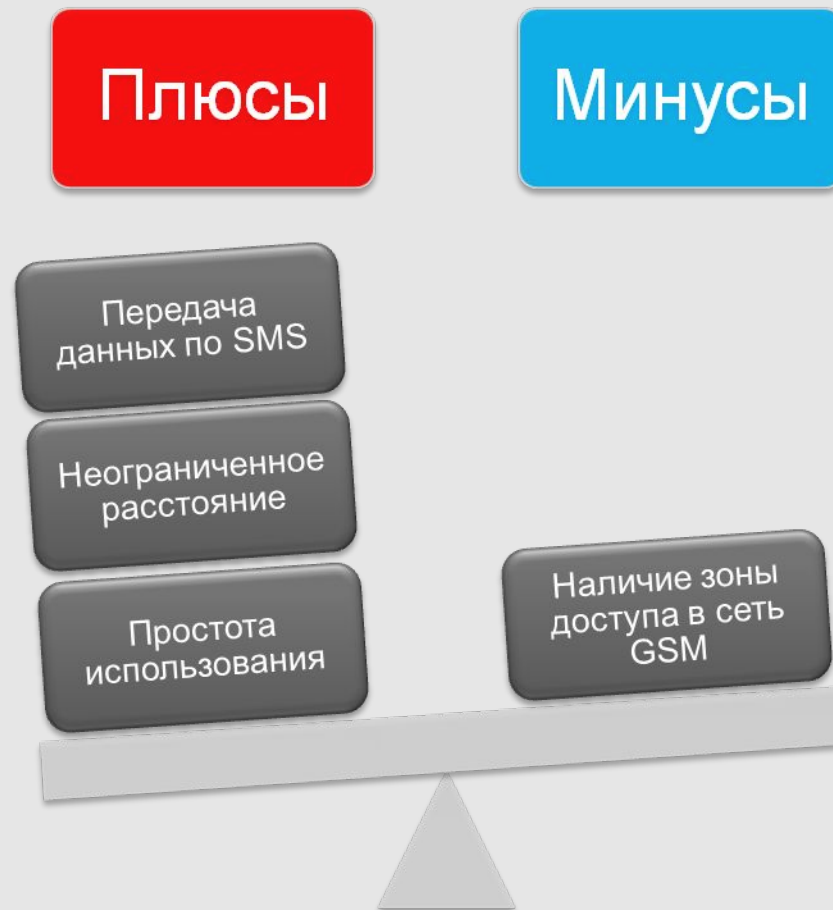 Плюсы
Минусы
Передача
данных по SMS
Неограниченное
расстояние
Простота
использования
Наличие зоны
доступа в сеть
GSM